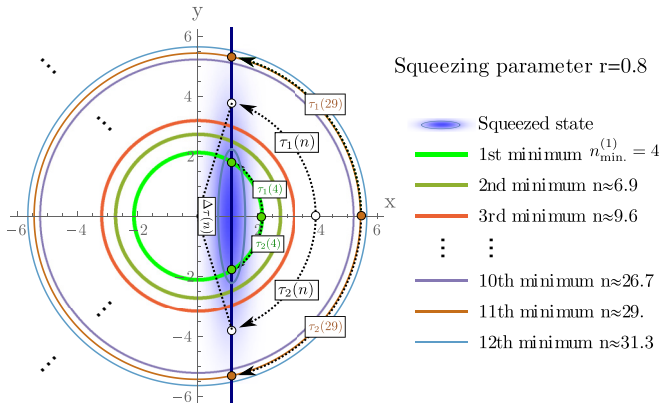 y
6
4
2
−2
−4
−6
−6
−4
−2
2
4
6
x
τ₁(29)
τ₁(n)
τ₁(4)
Δτ(n)
τ₂(4)
τ₂(n)
τ₂(29)
Squeezing parameter r=0.8
Squeezed state
1st minimum n_min.^(1) = 4
2nd minimum n≈6.9
3rd minimum n≈9.6
10th minimum n≈26.7
11th minimum n≈29.
12th minimum n≈31.3